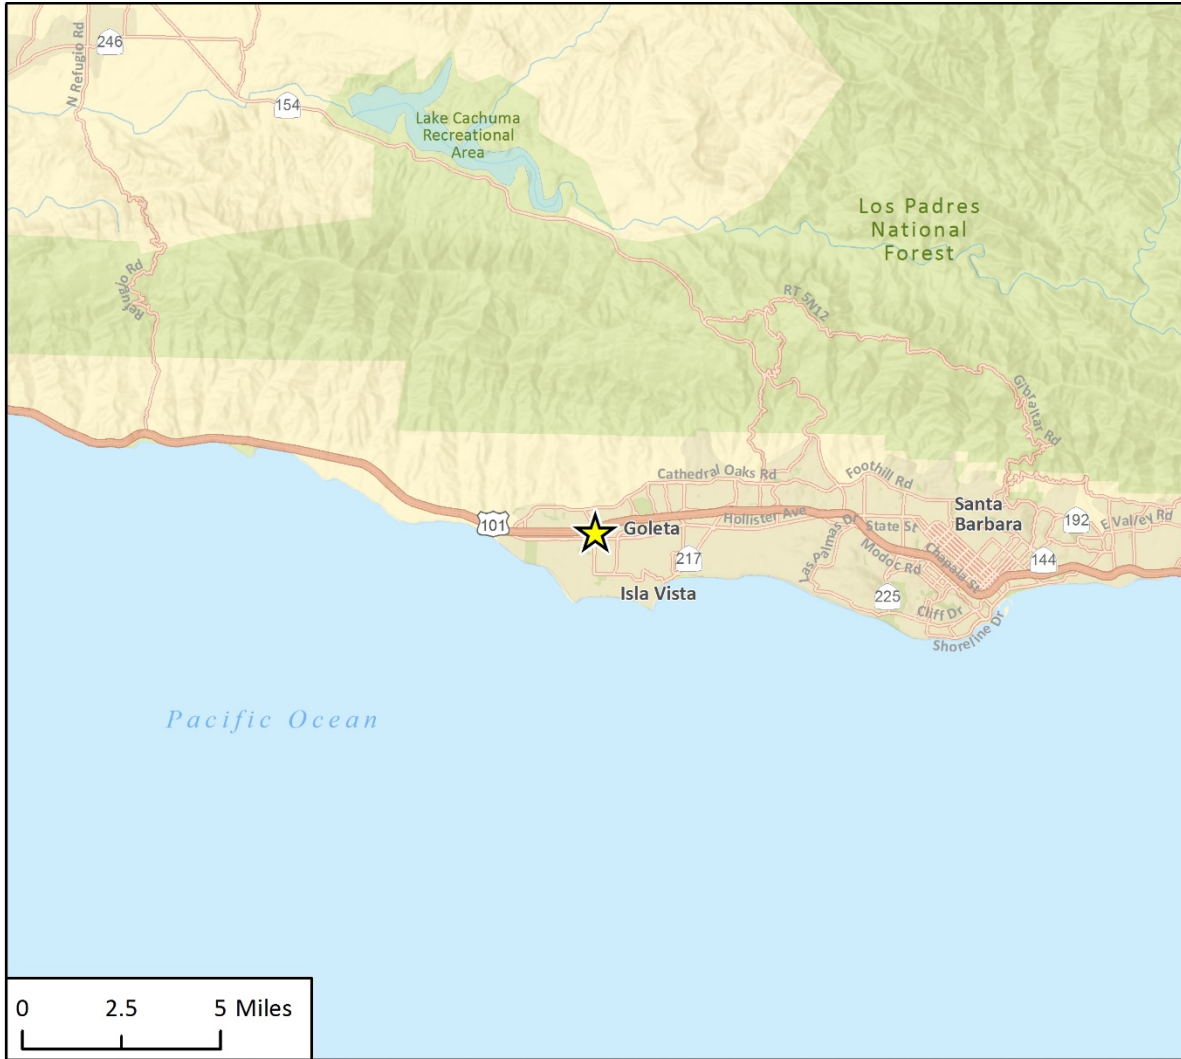 246
N Refugio Rd
154
Lake Cachuma
Recreational
Area
Los Padres
National
Forest
Refugio Rd
RT 5N12
Gibraltar Rd
Cathedral Oaks Rd
Foothill Rd
Santa
Barbara
101
Goleta
Hollister Ave
Las Palmas Dr
State St
192
E Valley Rd
217
Modoc Rd
Chapala St
144
Isla Vista
225
Cliff Dr
Shoreline Dr
Pacific Ocean
0 2.5 5 Miles